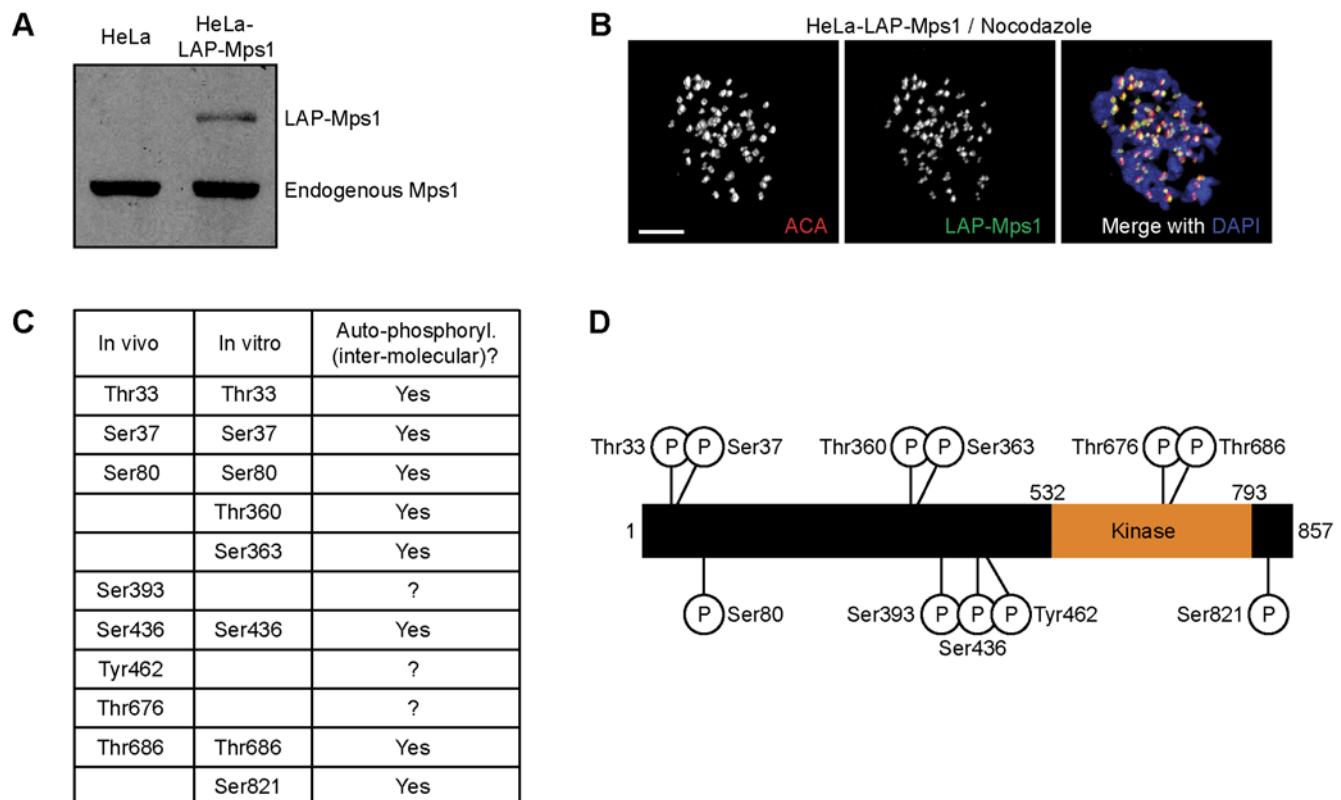 A
HeLa
HeLa-
LAP-Mps1
LAP-Mps1
Endogenous Mps1
B
HeLa-LAP-Mps1 / Nocodazole
ACA
LAP-Mps1
Merge with DAPI
C
In vivo In vitro Auto-phosphoryl.
(inter-molecular)?
Thr33 Thr33 Yes
Ser37 Ser37 Yes
Ser80 Ser80 Yes
Thr360 Yes
Ser363 Yes
Ser393 ?
Ser436 Ser436 Yes
Tyr462 ?
Thr676 ?
Thr686 Thr686 Yes
Ser821 Yes
D
Thr33 P P Ser37 Thr360 P P Ser363 Thr676 P P Thr686
532 793
1 Kinase 857
P Ser80 Ser393 P P P Tyr462 Ser821 P
Ser436